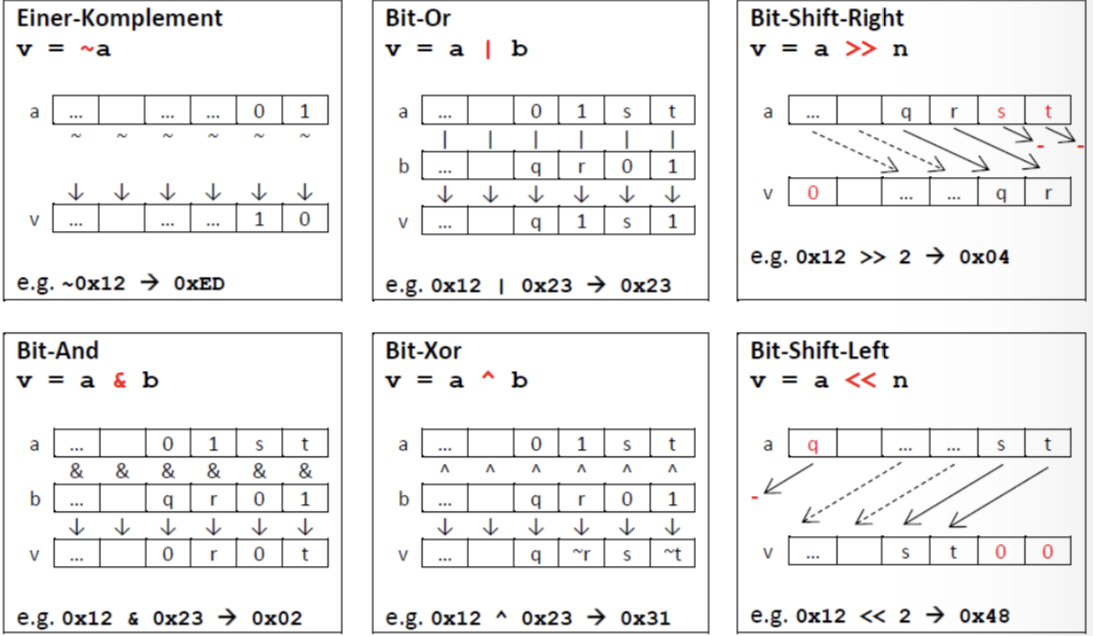 Einer-Komplement
v = ~a
a ... ... ... 0 1
~ ~ ~ ~ ~ ~
↓ ↓ ↓ ↓ ↓ ↓
v ... ... ... 1 0
e.g. ~0x12 → 0xED
Bit-Or
v = a | b
a ... 0 1 s t
| | | | | |
b ... q r 0 1
↓ ↓ ↓ ↓ ↓ ↓
v ... q 1 s 1
e.g. 0x12 | 0x23 → 0x23
Bit-Shift-Right
v = a >> n
a ... q r s t
- -
v 0 ... ... q r
e.g. 0x12 >> 2 → 0x04
Bit-And
v = a & b
a ... 0 1 s t
& & & & & &
b ... q r 0 1
↓ ↓ ↓ ↓ ↓ ↓
v ... 0 r 0 t
e.g. 0x12 & 0x23 → 0x02
Bit-Xor
v = a ^ b
a ... 0 1 s t
^ ^ ^ ^ ^ ^
b ... q r 0 1
↓ ↓ ↓ ↓ ↓ ↓
v ... q ~r s ~t
e.g. 0x12 ^ 0x23 → 0x31
Bit-Shift-Left
v = a << n
a q ... ... s t
-
v ... s t 0 0
e.g. 0x12 << 2 → 0x48